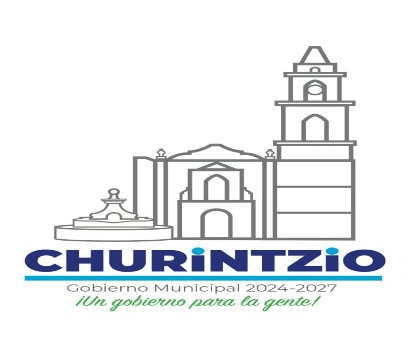 CHURiNTZiO
Gobierno Municipal 2024-2027
¡Un gobierno para la gente!